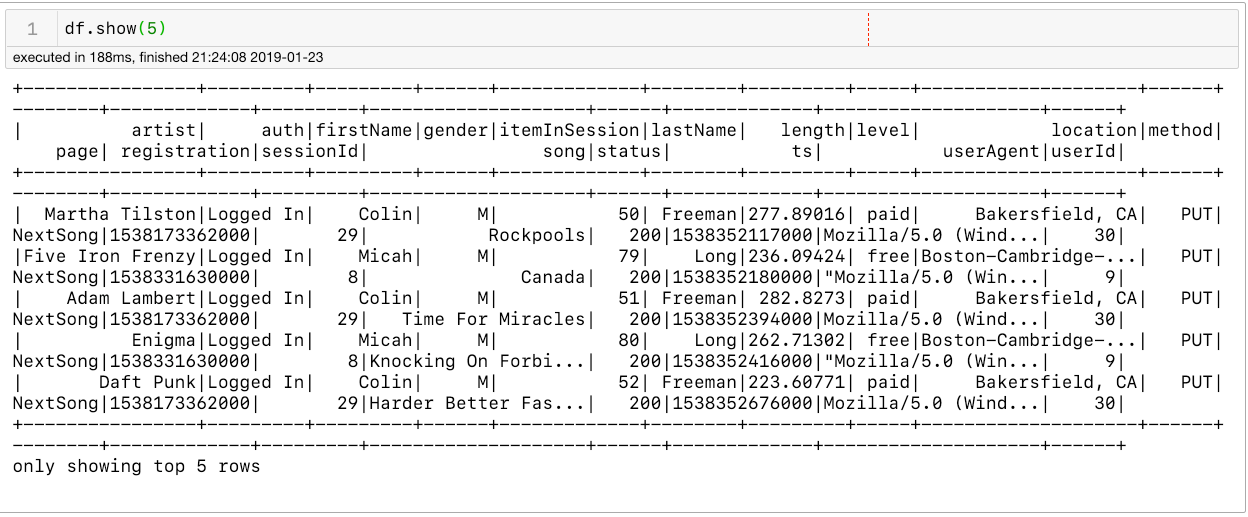 1 df.show(5)
executed in 188ms, finished 21:24:08 2019-01-23
+-----------------+---------+---------+------+-------------+--------+---------+-----+--------------------+------+
--------+-------------+---------+--------------------+------+-------------+--------------------+------+
|           artist|     auth|firstName|gender|itemInSession|lastName|   length|level|            location|method|
    page| registration|sessionId|                song|status|           ts|           userAgent|userId|
+-----------------+---------+---------+------+-------------+--------+---------+-----+--------------------+------+
--------+-------------+---------+--------------------+------+-------------+--------------------+------+
|  Martha Tilston|Logged In|    Colin|     M|           50| Freeman|277.89016| paid|     Bakersfield, CA|   PUT|
NextSong|1538173362000|       29|           Rockpools|   200|1538352117000|Mozilla/5.0 (Wind...|    30|
|Five Iron Frenzy|Logged In|    Micah|     M|           79|    Long|236.09424| free|Boston-Cambridge-...|   PUT|
NextSong|1538331630000|        8|              Canada|   200|1538352180000|"Mozilla/5.0 (Win...|     9|
|    Adam Lambert|Logged In|    Colin|     M|           51| Freeman| 282.8273| paid|     Bakersfield, CA|   PUT|
NextSong|1538173362000|       29|   Time For Miracles|   200|1538352394000|Mozilla/5.0 (Wind...|    30|
|          Enigma|Logged In|    Micah|     M|           80|    Long|262.71302| free|Boston-Cambridge-...|   PUT|
NextSong|1538331630000|        8|Knocking On Forbi...|   200|1538352416000|"Mozilla/5.0 (Win...|     9|
|       Daft Punk|Logged In|    Colin|     M|           52| Freeman|223.60771| paid|     Bakersfield, CA|   PUT|
NextSong|1538173362000|       29|Harder Better Fas...|   200|1538352676000|Mozilla/5.0 (Wind...|    30|
+-----------------+---------+---------+------+-------------+--------+---------+-----+--------------------+------+
--------+-------------+---------+--------------------+------+-------------+--------------------+------+
only showing top 5 rows